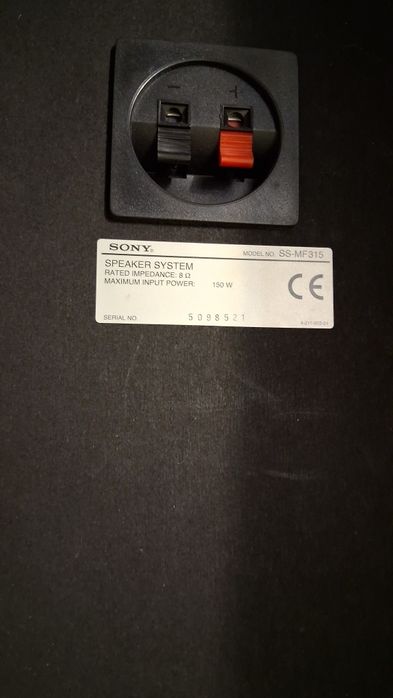 − +
SONY® MODEL NO. SS-MF315
SPEAKER SYSTEM
RATED IMPEDANCE: 8 Ω
MAXIMUM INPUT POWER: 150 W
CE
SERIAL NO. 5098521